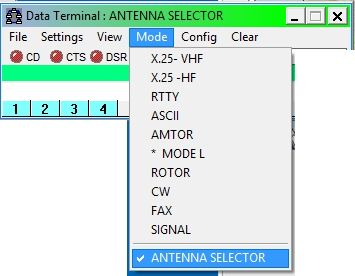 Data Terminal : ANTENNA SELECTOR
File Settings View Mode Config Clear
CD CTS DSR
X.25- VHF
X.25 -HF
RTTY
ASCII
AMTOR
* MODE L
ROTOR
CW
FAX
SIGNAL
ANTENNA SELECTOR
1 2 3 4